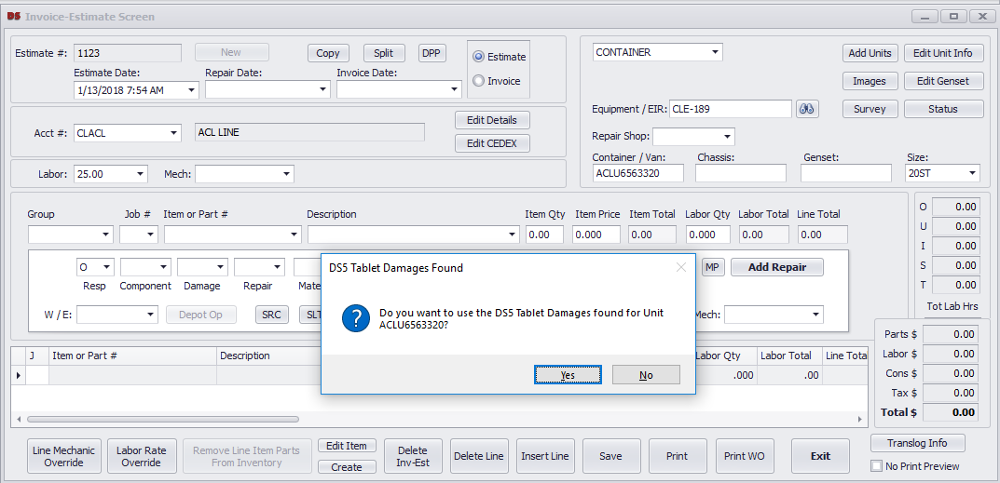 DS Invoice-Estimate Screen
Estimate #: 1123 New Copy Split DPP
Estimate Date: Repair Date: Invoice Date:
1/13/2018 7:54 AM
Estimate
Invoice
Acct #: CLACL ACL LINE
Edit Details
Edit CEDEX
Labor: 25.00 Mech:
CONTAINER
Add Units Edit Unit Info
Images Edit Genset
Equipment / EIR: CLE-189 Survey Status
Repair Shop:
Container / Van: Chassis: Genset: Size:
ACLU6563320 20ST
Group Job # Item or Part # Description Item Qty Item Price Item Total Labor Qty Labor Total Line Total
0.00 0.000 0.00 0.000 0.00 0.00
O 0.00
U 0.00
I 0.00
S 0.00
T 0.00
Tot Lab Hrs
O MP Add Repair
Resp Component Damage Repair Mate
W / E: Depot Op SRC SLT Mech:
DS5 Tablet Damages Found
Do you want to use the DS5 Tablet Damages found for Unit
ACLU6563320?
Yes No
J Item or Part # Description Labor Qty Labor Total Line Total
.000 .00
Parts $ 0.00
Labor $ 0.00
Cons $ 0.00
Tax $ 0.00
Total $ 0.00
Line Mechanic
Override
Labor Rate
Override
Remove Line Item Parts
From Inventory
Edit Item
Create
Delete
Inv-Est
Delete Line Insert Line Save Print Print WO Exit
Translog Info
No Print Preview